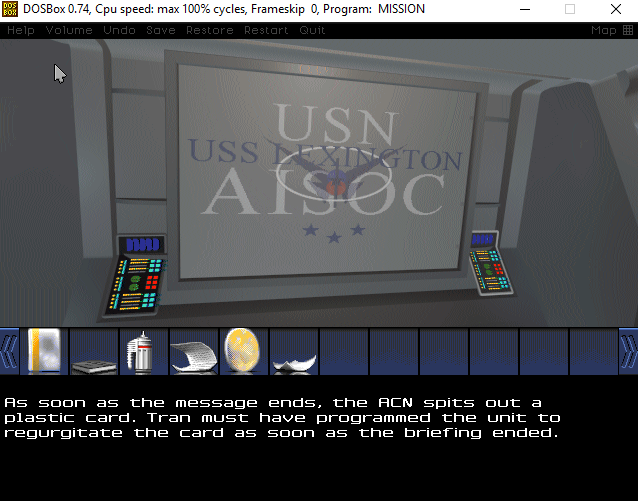 DOSBox 0.74, Cpu speed: max 100% cycles, Frameskip 0, Program: MISSION
Help Volume Undo Save Restore Restart Quit Map
USN
USS LEXINGTON
AISOC
As soon as the message ends, the ACN spits out a
plastic card. Tran must have programmed the unit to
regurgitate the card as soon as the briefing ended.